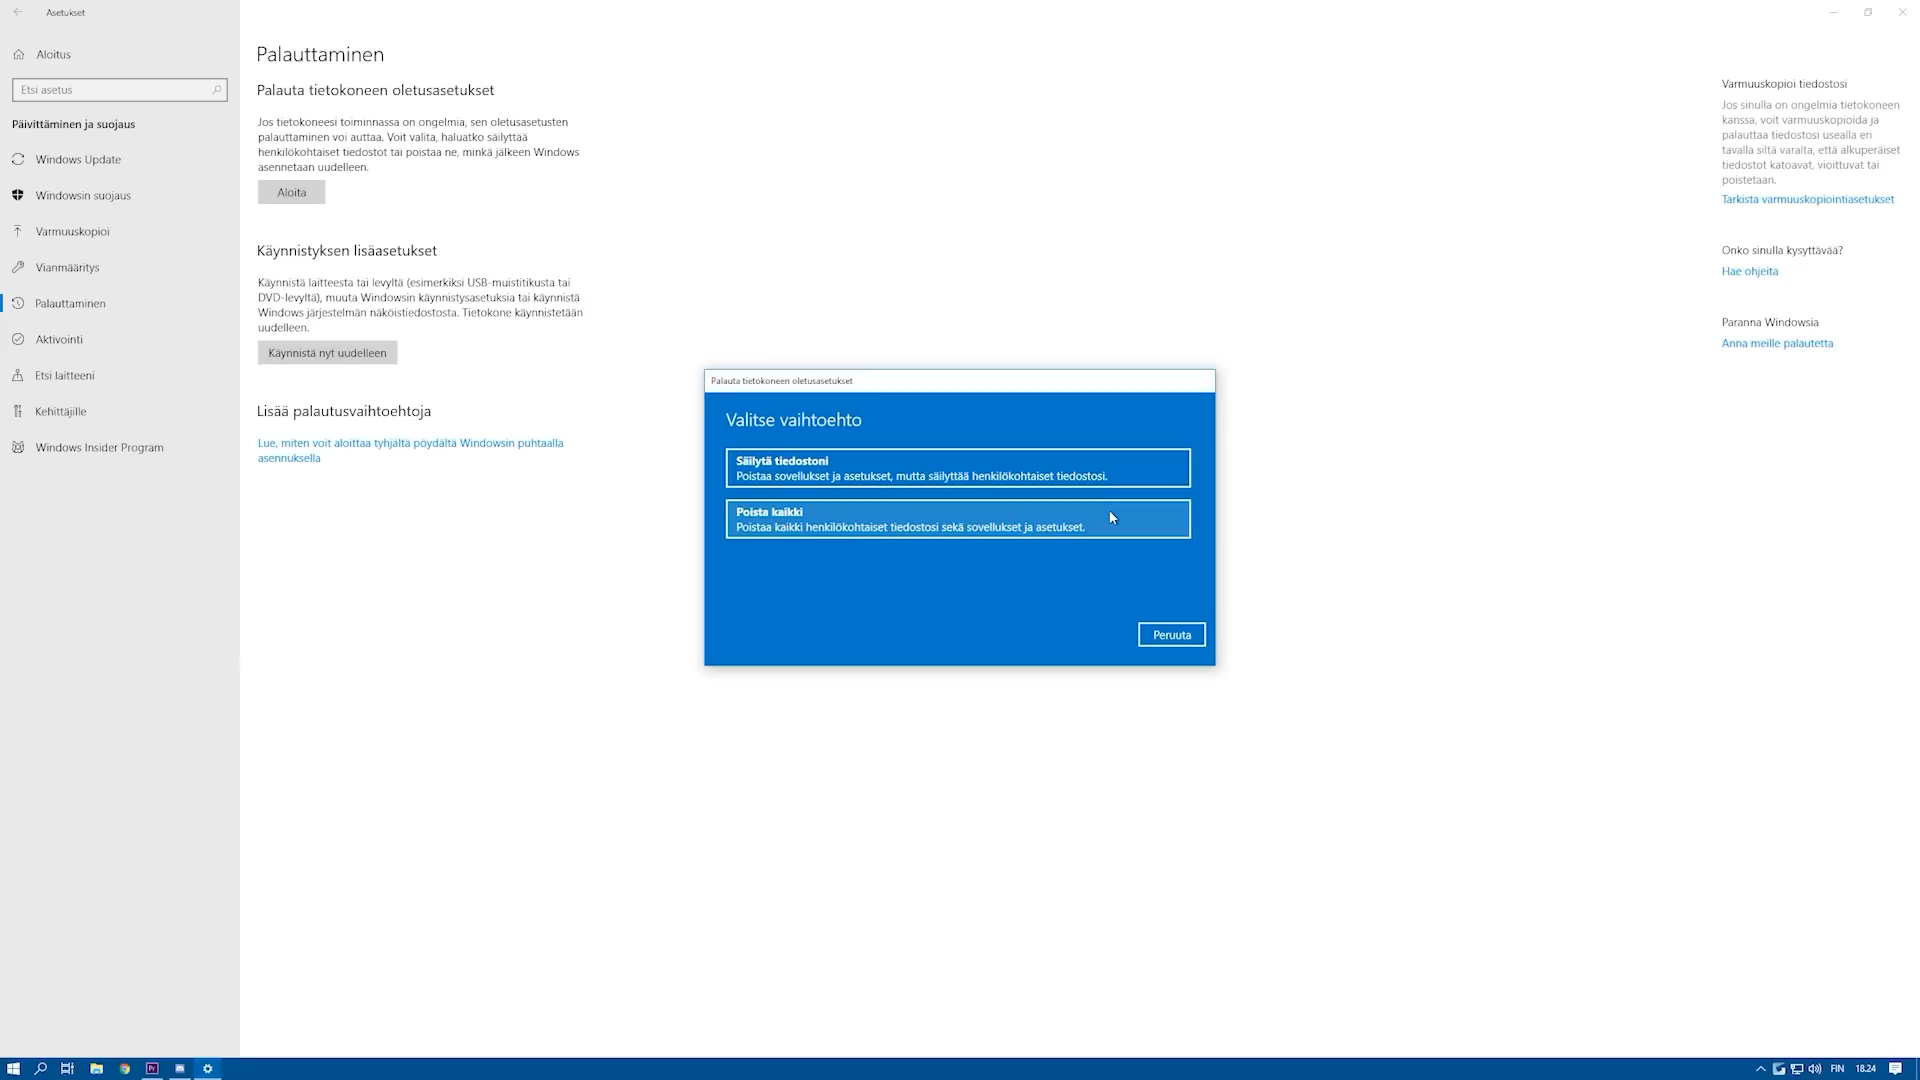 Asetukset
Aloitus
Etsi asetus
Päivittäminen ja suojaus
Windows Update
Windowsin suojaus
Varmuuskopioi
Vianmääritys
Palauttaminen
Aktivointi
Etsi laitteeni
Kehittäjille
Windows Insider Program
Palauttaminen
Palauta tietokoneen oletusasetukset
Jos tietokoneesi toiminnassa on ongelmia, sen oletusasetusten
palauttaminen voi auttaa. Voit valita, haluatko säilyttää
henkilökohtaiset tiedostot tai poistaa ne, minkä jälkeen Windows
asennetaan uudelleen.
Aloita
Käynnistyksen lisäasetukset
Käynnistä laitteesta tai levyltä (esimerkiksi USB-muistitikusta tai
DVD-levyltä), muuta Windowsin käynnistysasetuksia tai käynnistä
Windows järjestelmän näköistiedostosta. Tietokone käynnistetään
uudelleen.
Käynnistä nyt uudelleen
Lisää palautusvaihtoehtoja
Lue, miten voit aloittaa tyhjältä pöydältä Windowsin puhtaalla
asennuksella
Palauta tietokoneen oletusasetukset
Valitse vaihtoehto
Säilytä tiedostoni
Poistaa sovellukset ja asetukset, mutta säilyttää henkilökohtaiset tiedostosi.
Poista kaikki
Poistaa kaikki henkilökohtaiset tiedostosi sekä sovellukset ja asetukset.
Peruuta
Varmuuskopioi tiedostosi
Jos sinulla on ongelmia tietokoneen
kanssa, voit varmuuskopioida ja
palauttaa tiedostosi usealla eri
tavalla siltä varalta, että alkuperäiset
tiedostot katoavat, vioittuvat tai
poistetaan.
Tarkista varmuuskopiointiasetukset
Onko sinulla kysyttävää?
Hae ohjeita
Paranna Windowsia
Anna meille palautetta
Pr
FIN
18.24